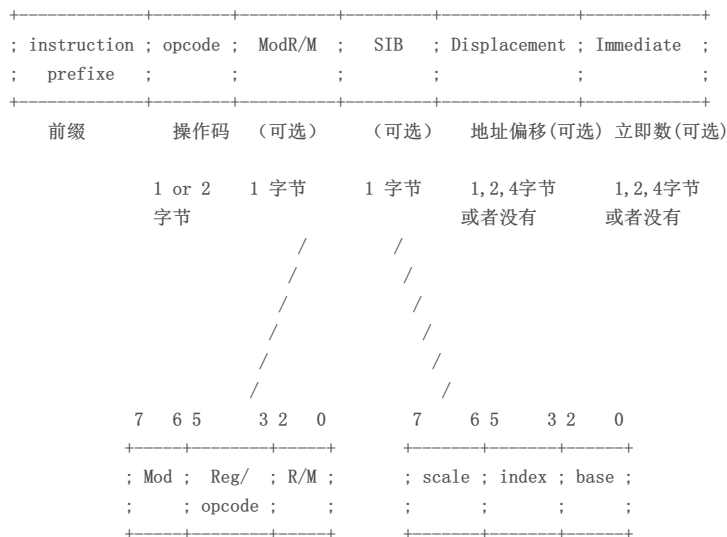 +-------------+--------+----------+---------+--------------+------------+
; instruction ; opcode ;  ModR/M  ;   SIB   ; Displacement ; Immediate  ;
;   prefixe   ;        ;          ;         ;              ;            ;
+-------------+--------+----------+---------+--------------+------------+
前缀 操作码 (可选) (可选) 地址偏移(可选) 立即数(可选)
1 or 2 1 字节 1 字节 1,2,4字节 1,2,4字节
字节 或者没有 或者没有
/ /
/ /
/ /
/ /
/ /
/ /
7 6 5 3 2 0 7 6 5 3 2 0
+-----+--------+-----+ +-------+-------+------+
; Mod ;  Reg/  ; R/M ; ; scale ; index ; base ;
;     ; opcode ;     ; ;       ;       ;      ;
+-----+--------+-----+ +-------+-------+------+